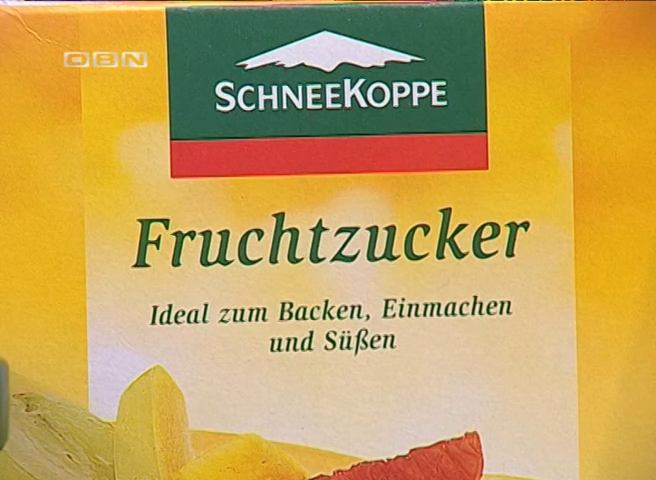 OBN
SCHNEEKOPPE
Fruchtzucker
Ideal zum Backen, Einmachen
und Süßen